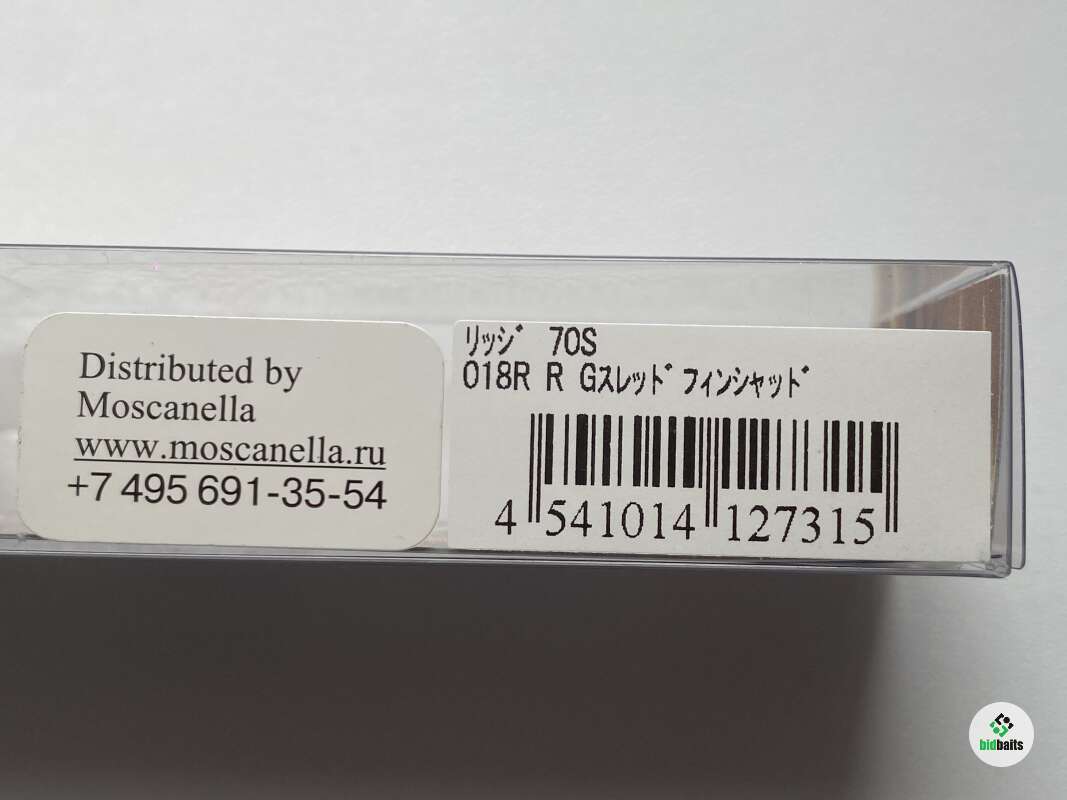 Distributed by
Moscanella
www.moscanella.ru
+7 495 691-35-54
ﾘｯｼﾞ 70S
018R R Gｽﾚｯﾄﾞﾌｨﾝｼｬｯﾄﾞ
4 541014 127315
bidbaits